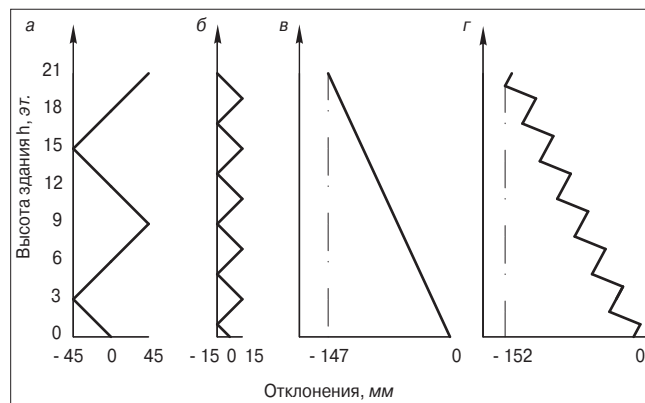 а б в г
Высота здания h, эт.
21
18
15
12
9
6
3
0
- 45 0 45 - 15 0 15 - 147 0 - 152 0
Отклонения, мм